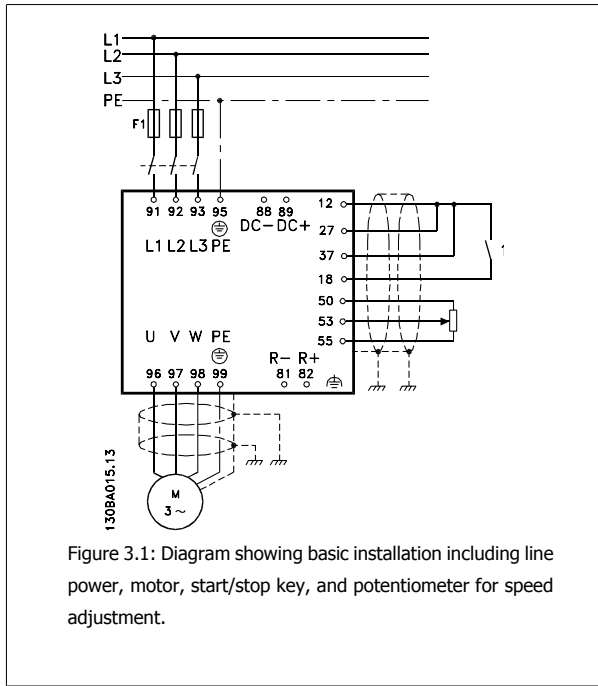 L1
L2
L3
PE
F1
91 92 93 95 88 89 12
DC- DC+
L1 L2 L3 PE
27
37
18
50
53
55
U V W PE
R- R+
96 97 98 99 81 82
M
3~
130BA015.13
Figure 3.1: Diagram showing basic installation including line
power, motor, start/stop key, and potentiometer for speed
adjustment.